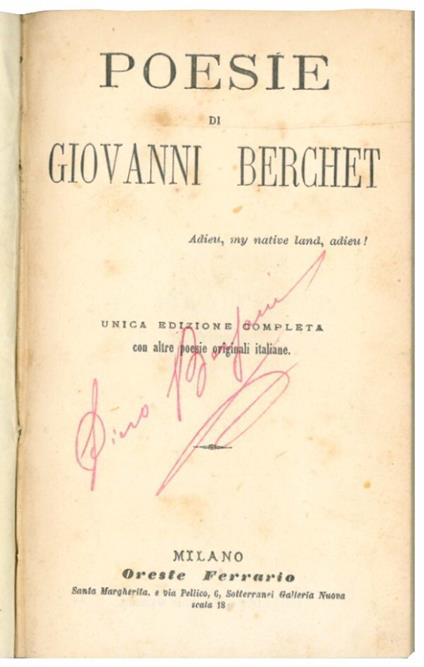 POESIE
DI
GIOVANNI BERCHET
Adieu, my native land, adieu!
UNICA EDIZIONE COMPLETA
con altre poesie originali italiane.
MILANO
Oreste Ferrario
Santa Margherita, e via Pellico, 6, Sotterranei Galleria Nuova
scala 18